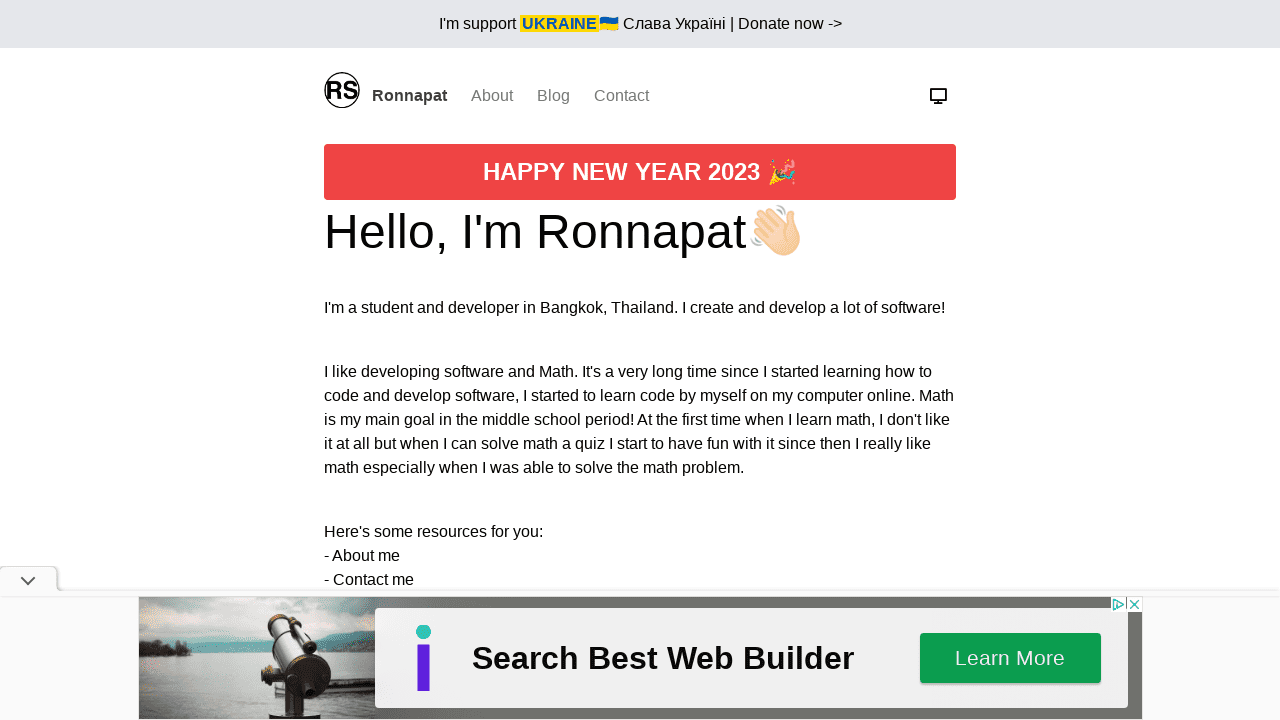 I'm support UKRAINE🇺🇦 Слава Україні | Donate now ->
RS Ronnapat About Blog Contact
HAPPY NEW YEAR 2023 🎉
Hello, I'm Ronnapat👋🏻
I'm a student and developer in Bangkok, Thailand. I create and develop a lot of software!
I like developing software and Math. It's a very long time since I started learning how to
code and develop software, I started to learn code by myself on my computer online. Math
is my main goal in the middle school period! At the first time when I learn math, I don't like
it at all but when I can solve math a quiz I start to have fun with it since then I really like
math especially when I was able to solve the math problem.
Here's some resources for you:
- About me
- Contact me
Search Best Web Builder
Learn More